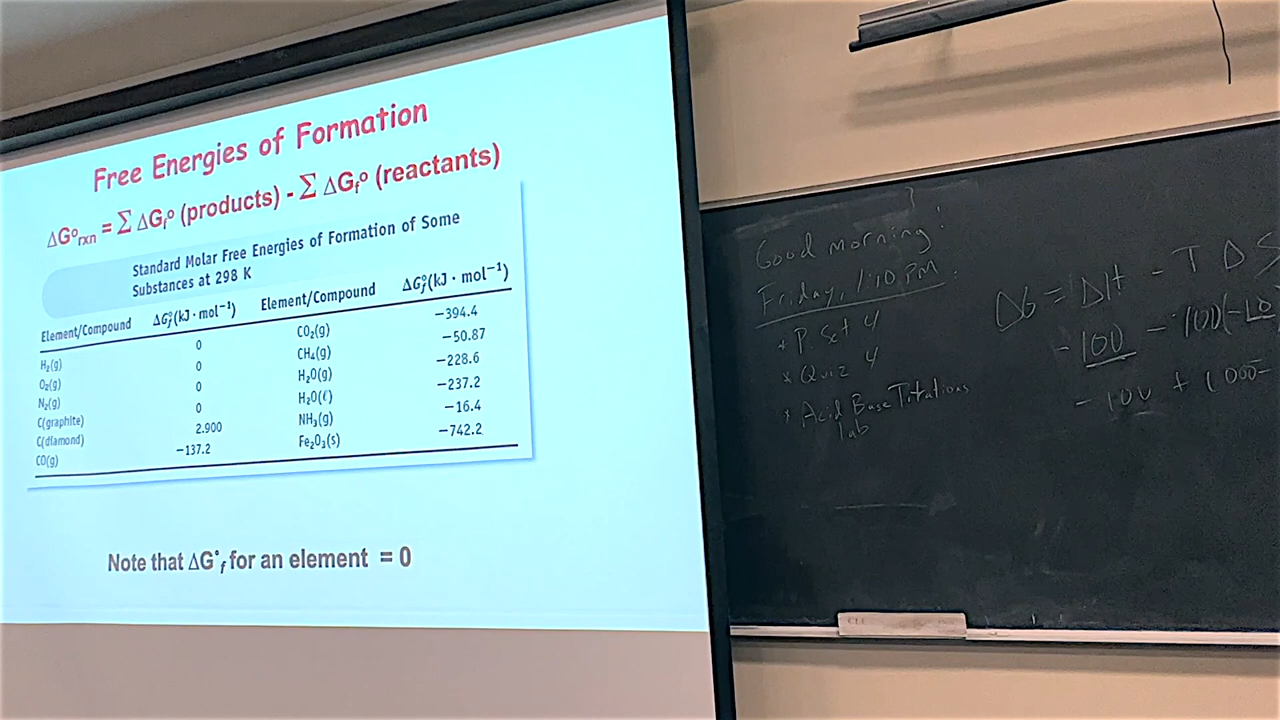 Free Energies of Formation
ΔG°rxn = Σ ΔGf° (products) - Σ ΔGf° (reactants)
Standard Molar Free Energies of Formation of Some
Substances at 298 K
Element/Compound ΔGf°(kJ · mol⁻¹) Element/Compound ΔGf°(kJ · mol⁻¹)
H₂(g) 0 CO₂(g) −394.4
O₂(g) 0 CH₄(g) −50.87
N₂(g) 0 H₂O(g) −228.6
C(graphite) 0 H₂O(ℓ) −237.2
C(diamond) 2.900 NH₃(g) −16.4
CO(g) −137.2 Fe₂O₃(s) −742.2
Note that ΔG°f for an element = 0
Good morning!
Friday, 1:10 PM.
* P. Set 4
* Quiz 4
* Acid Base Titrations
lab
ΔG = ΔH - T Δ S
-100 - 100(-10
- 100 + 1000-